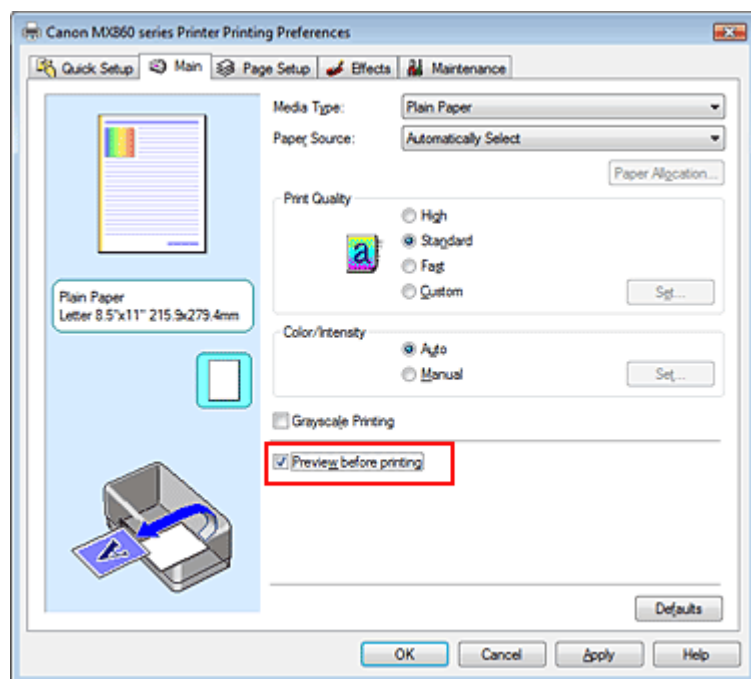 Canon MX860 series Printer Printing Preferences
Quick Setup Main Page Setup Effects Maintenance
Media Type: Plain Paper
Paper Source: Automatically Select
Paper Allocation...
Print Quality
High
a Standard
Fast
Custom Set...
Plain Paper
Letter 8.5"x11" 215.9x279.4mm
Color/Intensity
Auto
Manual Set...
Grayscale Printing
Preview before printing
A
Defaults
OK Cancel Apply Help